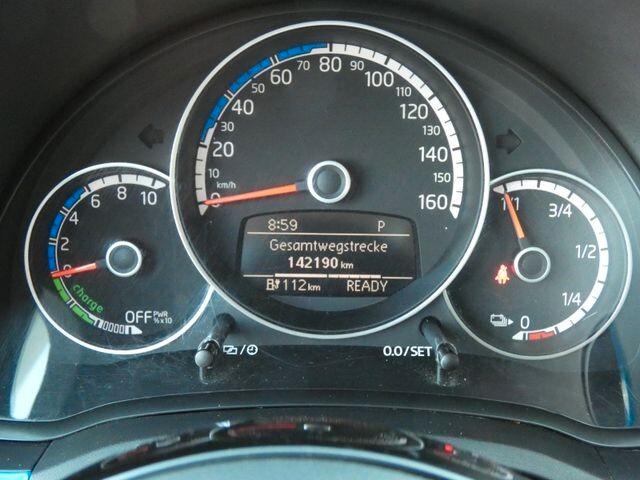 0 10 20 30 40 50 60 70 80 90 100 110 120 130 140 150 160
km/h
8:59 P
Gesamtwegstrecke
142190 km
112 km READY
0 2 4 6 8 10
charge
OFF PWR % x10
1/1 3/4 1/2 1/4 0
0.0/SET